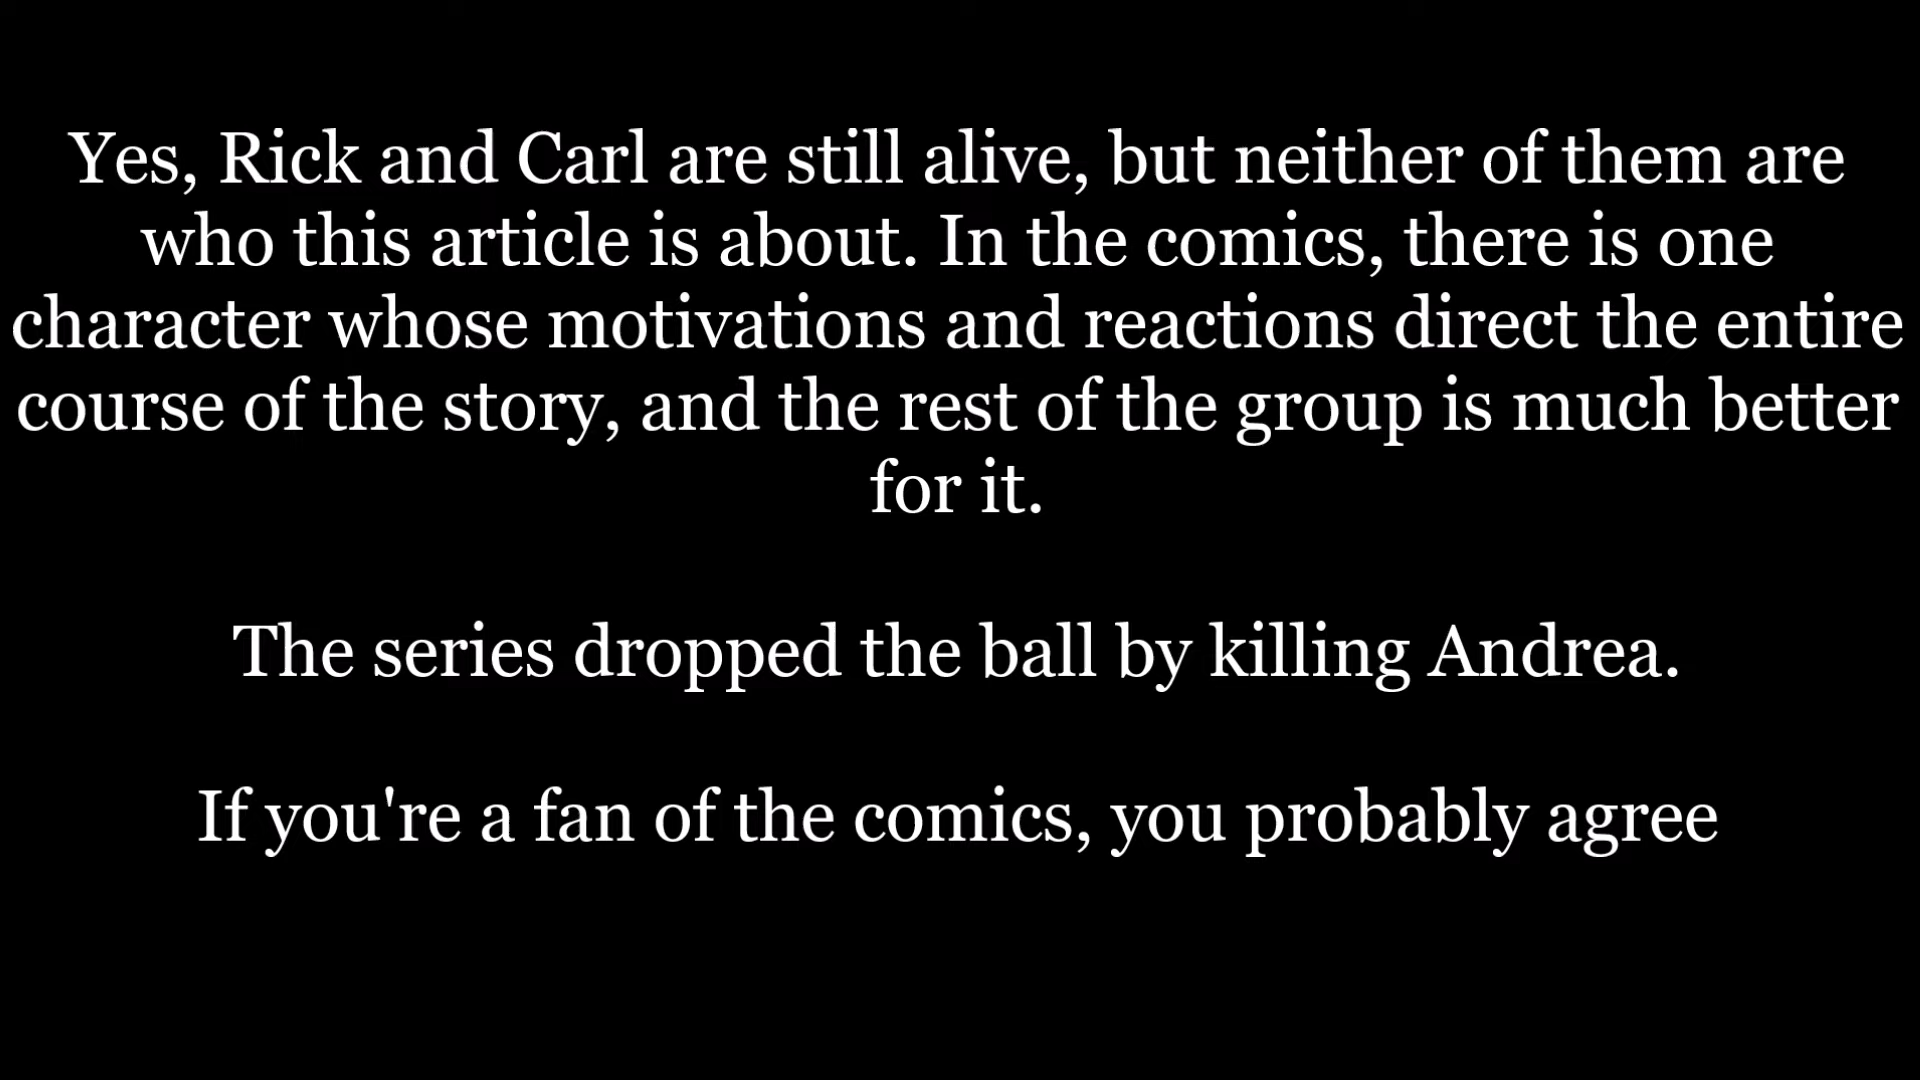 Yes, Rick and Carl are still alive, but neither of them are
who this article is about. In the comics, there is one
character whose motivations and reactions direct the entire
course of the story, and the rest of the group is much better
for it.
The series dropped the ball by killing Andrea.
If you're a fan of the comics, you probably agree